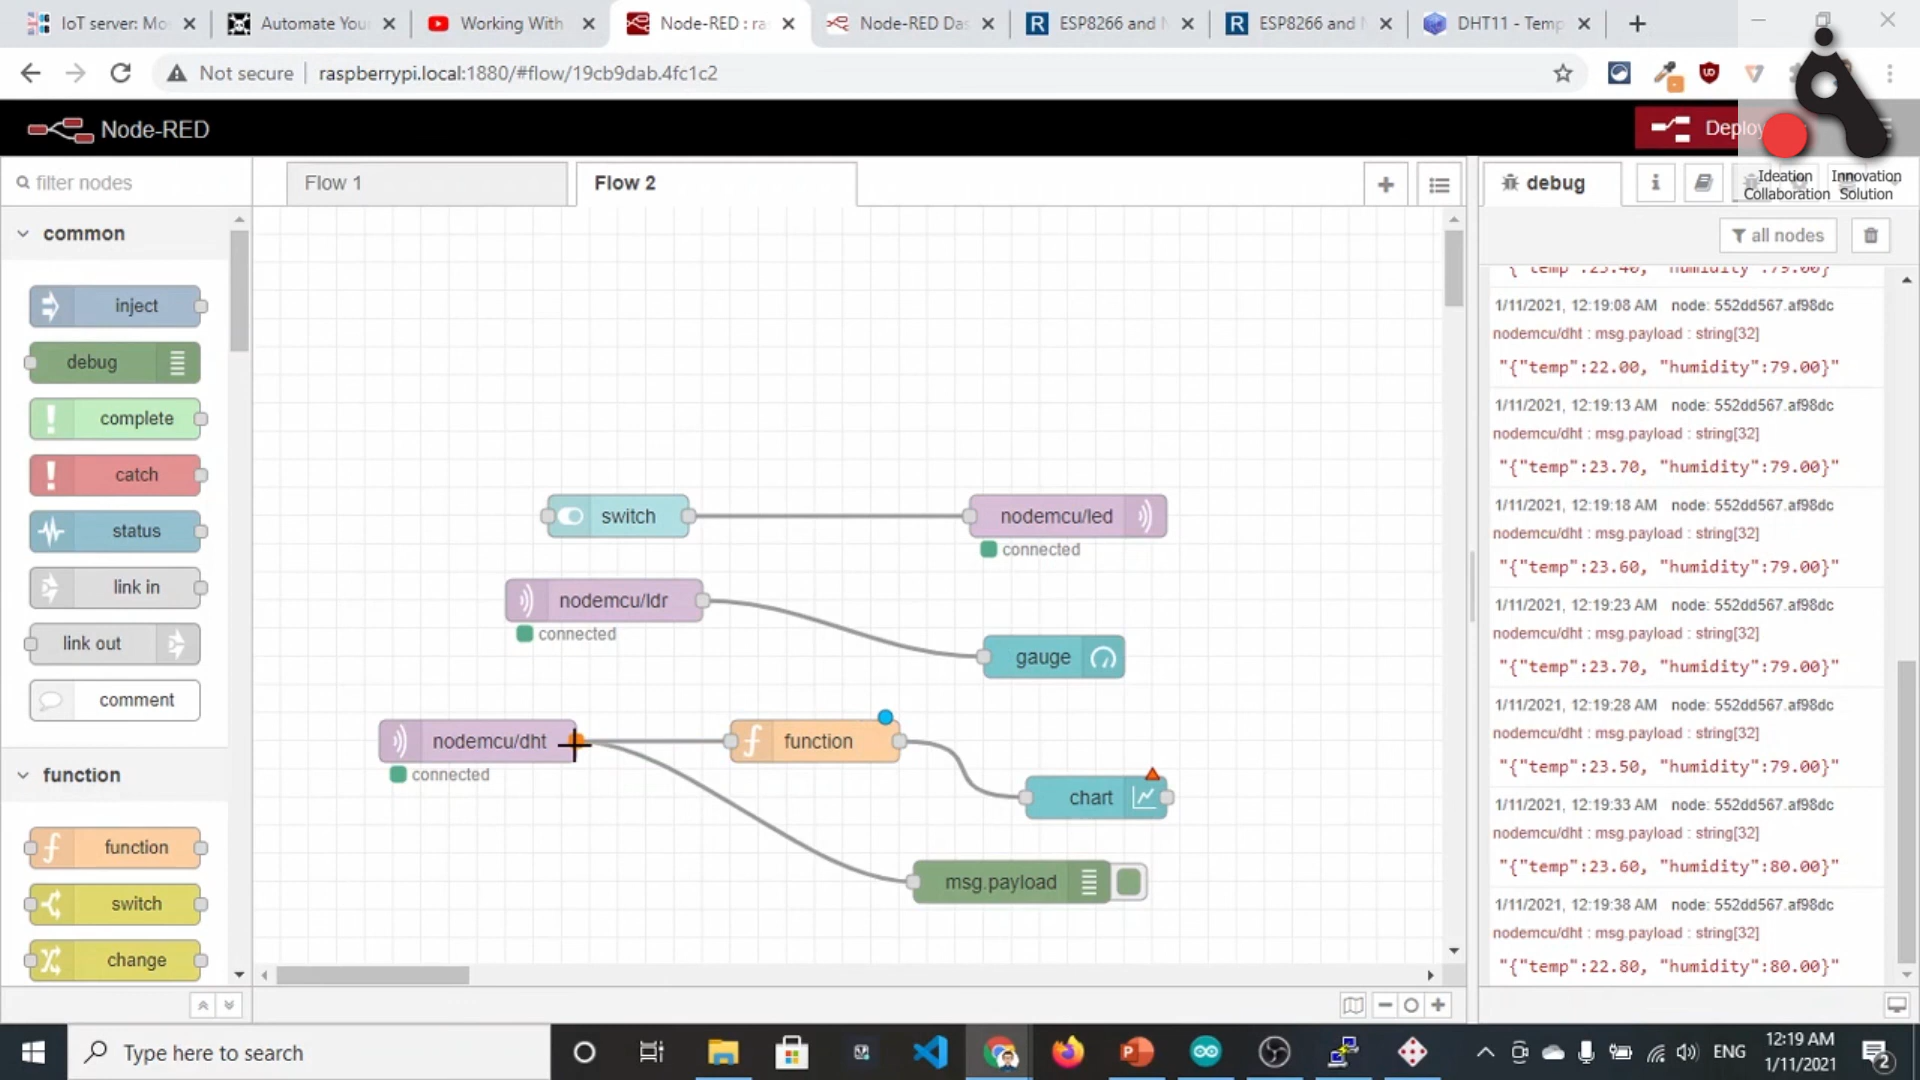 IoT server: Mo
Automate You
Working With
Node-RED : ra
Node-RED Das
ESP8266 and
ESP8266 and
DHT11 - Temp
Not secure
raspberrypi.local:1880/#flow/19cb9dab.4fc1c2
Node-RED
Deploy
Ideation
Collaboration
Innovation
Solution
filter nodes
Flow 1
Flow 2
debug
i
all nodes
common
inject
debug
complete
catch
status
link in
link out
comment
function
function
switch
change
switch
nodemcu/led
connected
nodemcu/ldr
connected
gauge
nodemcu/dht
connected
function
chart
msg.payload
"{"temp":23.40, "humidity":79.00}"
1/11/2021, 12:19:08 AM node: 552dd567.af98dc
nodemcu/dht : msg.payload : string[32]
"{"temp":22.00, "humidity":79.00}"
1/11/2021, 12:19:13 AM node: 552dd567.af98dc
nodemcu/dht : msg.payload : string[32]
"{"temp":23.70, "humidity":79.00}"
1/11/2021, 12:19:18 AM node: 552dd567.af98dc
nodemcu/dht : msg.payload : string[32]
"{"temp":23.60, "humidity":79.00}"
1/11/2021, 12:19:23 AM node: 552dd567.af98dc
nodemcu/dht : msg.payload : string[32]
"{"temp":23.70, "humidity":79.00}"
1/11/2021, 12:19:28 AM node: 552dd567.af98dc
nodemcu/dht : msg.payload : string[32]
"{"temp":23.50, "humidity":79.00}"
1/11/2021, 12:19:33 AM node: 552dd567.af98dc
nodemcu/dht : msg.payload : string[32]
"{"temp":23.60, "humidity":80.00}"
1/11/2021, 12:19:38 AM node: 552dd567.af98dc
nodemcu/dht : msg.payload : string[32]
"{"temp":22.80, "humidity":80.00}"
Type here to search
ENG
12:19 AM
1/11/2021
2